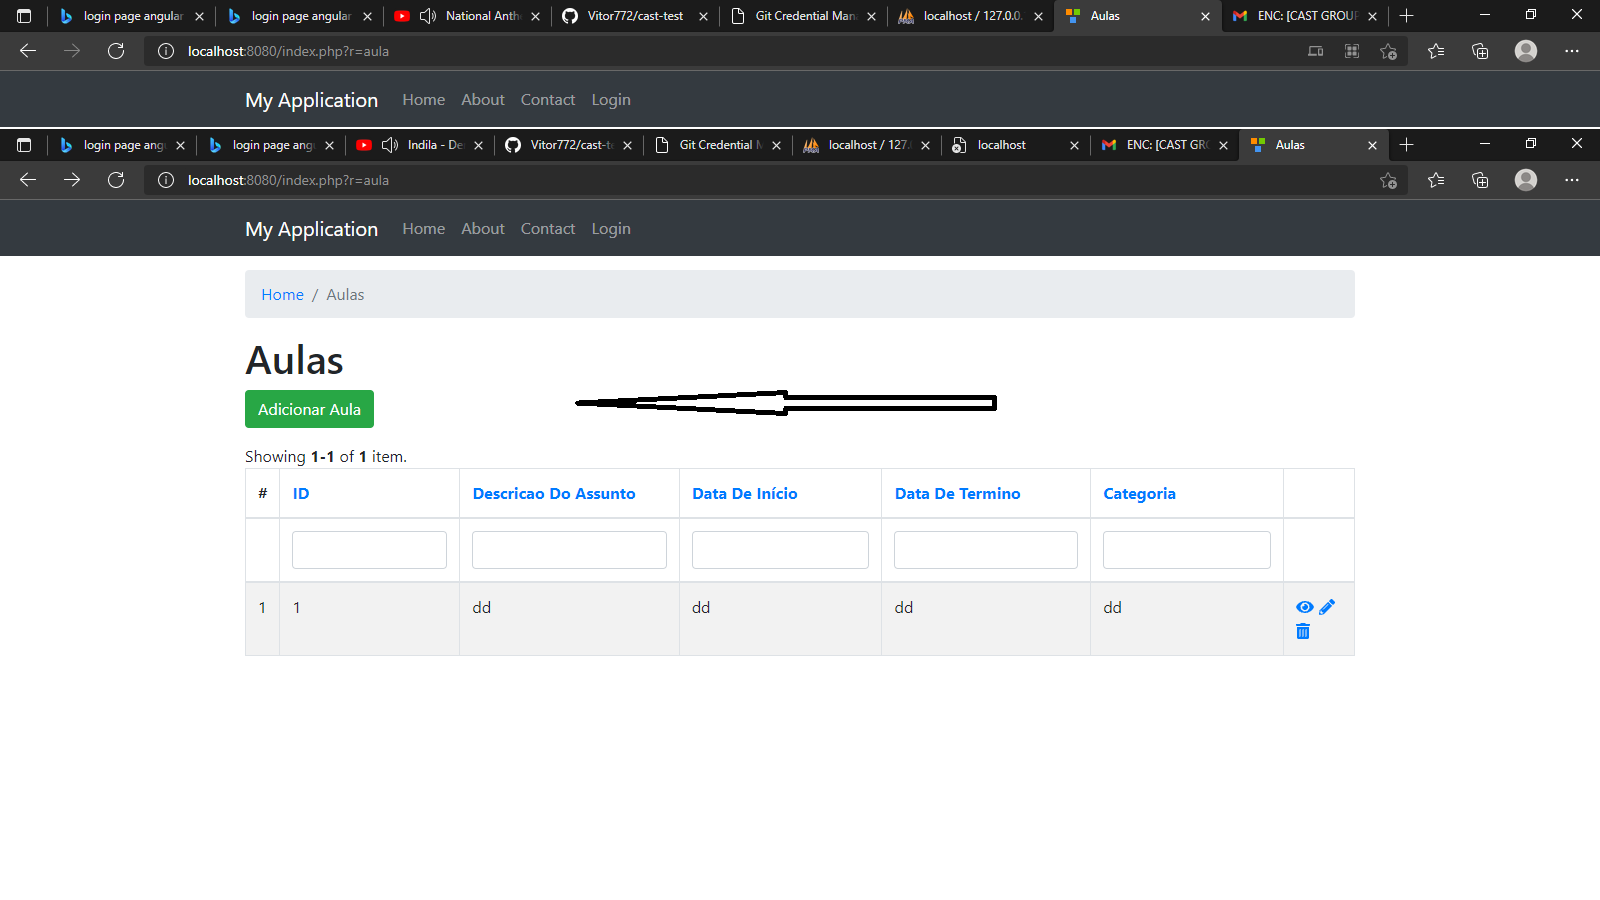 login page angular
login page angular
National Anth
Vitor772/cast-test
Git Credential Man
localhost / 127.0.0.
Aulas
ENC: [CAST GROUP
localhost:8080/index.php?r=aula
My Application Home About Contact Login
login page ang
login page ang
Indila - De
Vitor772/cast-te
Git Credential M
localhost / 127.
localhost
ENC: [CAST GRO
Aulas
localhost:8080/index.php?r=aula
My Application Home About Contact Login
Home / Aulas
Aulas
Adicionar Aula
Showing 1-1 of 1 item.
# ID Descricao Do Assunto Data De Início Data De Termino Categoria
1 1 dd dd dd dd